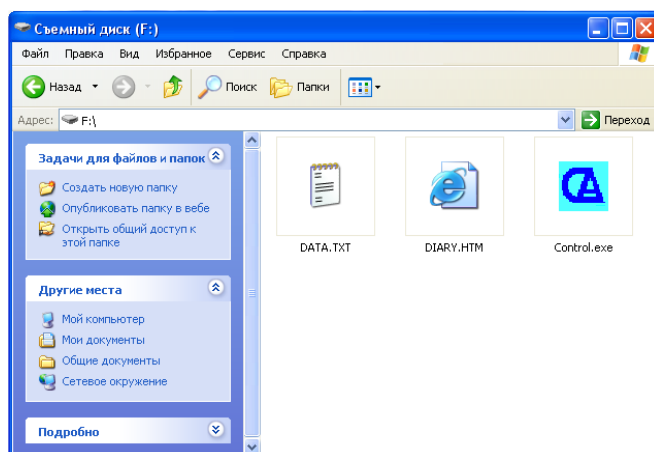 Съемный диск (F:)
Файл Правка Вид Избранное Сервис Справка
Назад Поиск Папки
Адрес: F:\ Переход
Задачи для файлов и папок
Создать новую папку
Опубликовать папку в вебе
Открыть общий доступ к
этой папке
DATA.TXT DIARY.HTM Control.exe
Другие места
Мой компьютер
Мои документы
Общие документы
Сетевое окружение
Подробно